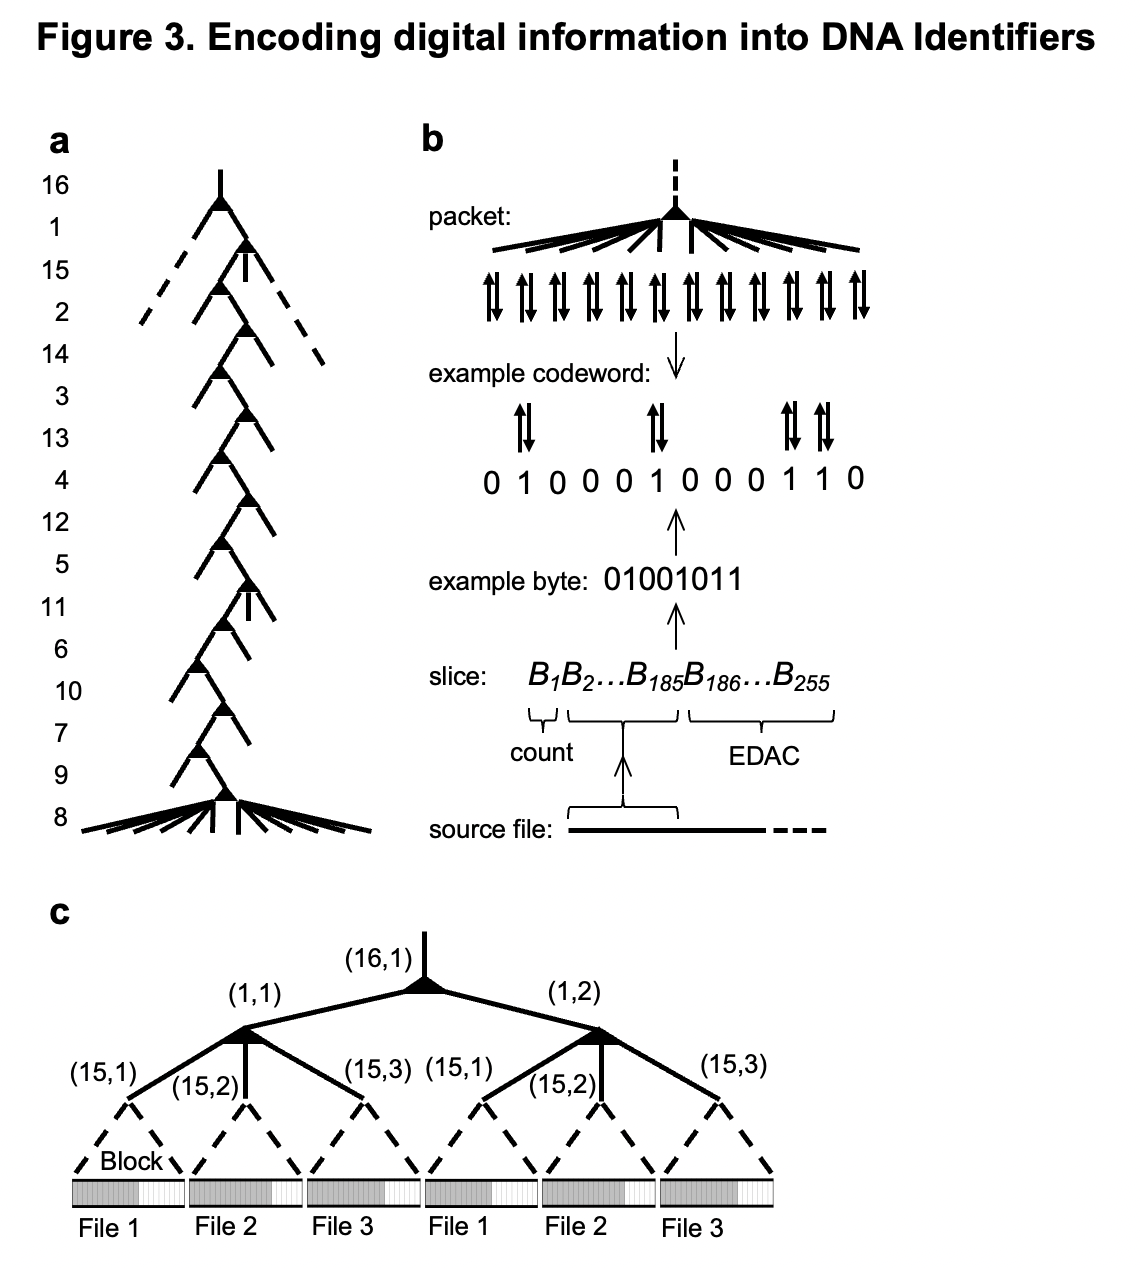 Figure 3. Encoding digital information into DNA Identifiers
a
16
1
15
2
14
3
13
4
12
5
11
6
10
7
9
8
b
packet:
example codeword:
0 1 0 0 0 1 0 0 0 1 1 0
example byte: 01001011
slice: B1B2...B185B186...B255
count
EDAC
source file:
c
(16,1)
(1,1) (1,2)
(15,1) (15,2) (15,3) (15,1) (15,2) (15,3)
Block
File 1 File 2 File 3 File 1 File 2 File 3